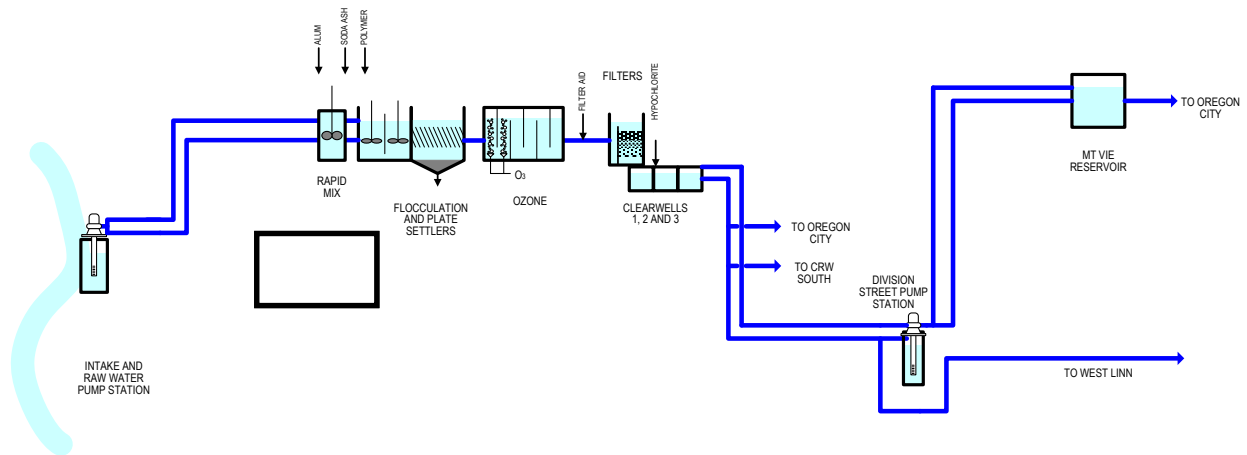 ALUM
SODA ASH
POLYMER
FILTER AID
FILTERS
HYPOCHLORITE
TO OREGON
CITY
MT VIE
RESERVOIR
RAPID
MIX
O3
OZONE
FLOCCULATION
AND PLATE
SETTLERS
CLEARWELLS
1, 2 AND 3
TO OREGON
CITY
TO CRW
SOUTH
DIVISION
STREET PUMP
STATION
INTAKE AND
RAW WATER
PUMP STATION
TO WEST LINN